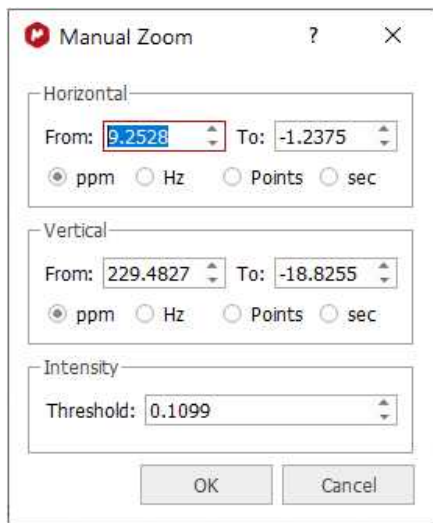 Manual Zoom ? ×
Horizontal
From: 9.2528 To: -1.2375
ppm Hz Points sec
Vertical
From: 229.4827 To: -18.8255
ppm Hz Points sec
Intensity
Threshold: 0.1099
OK Cancel